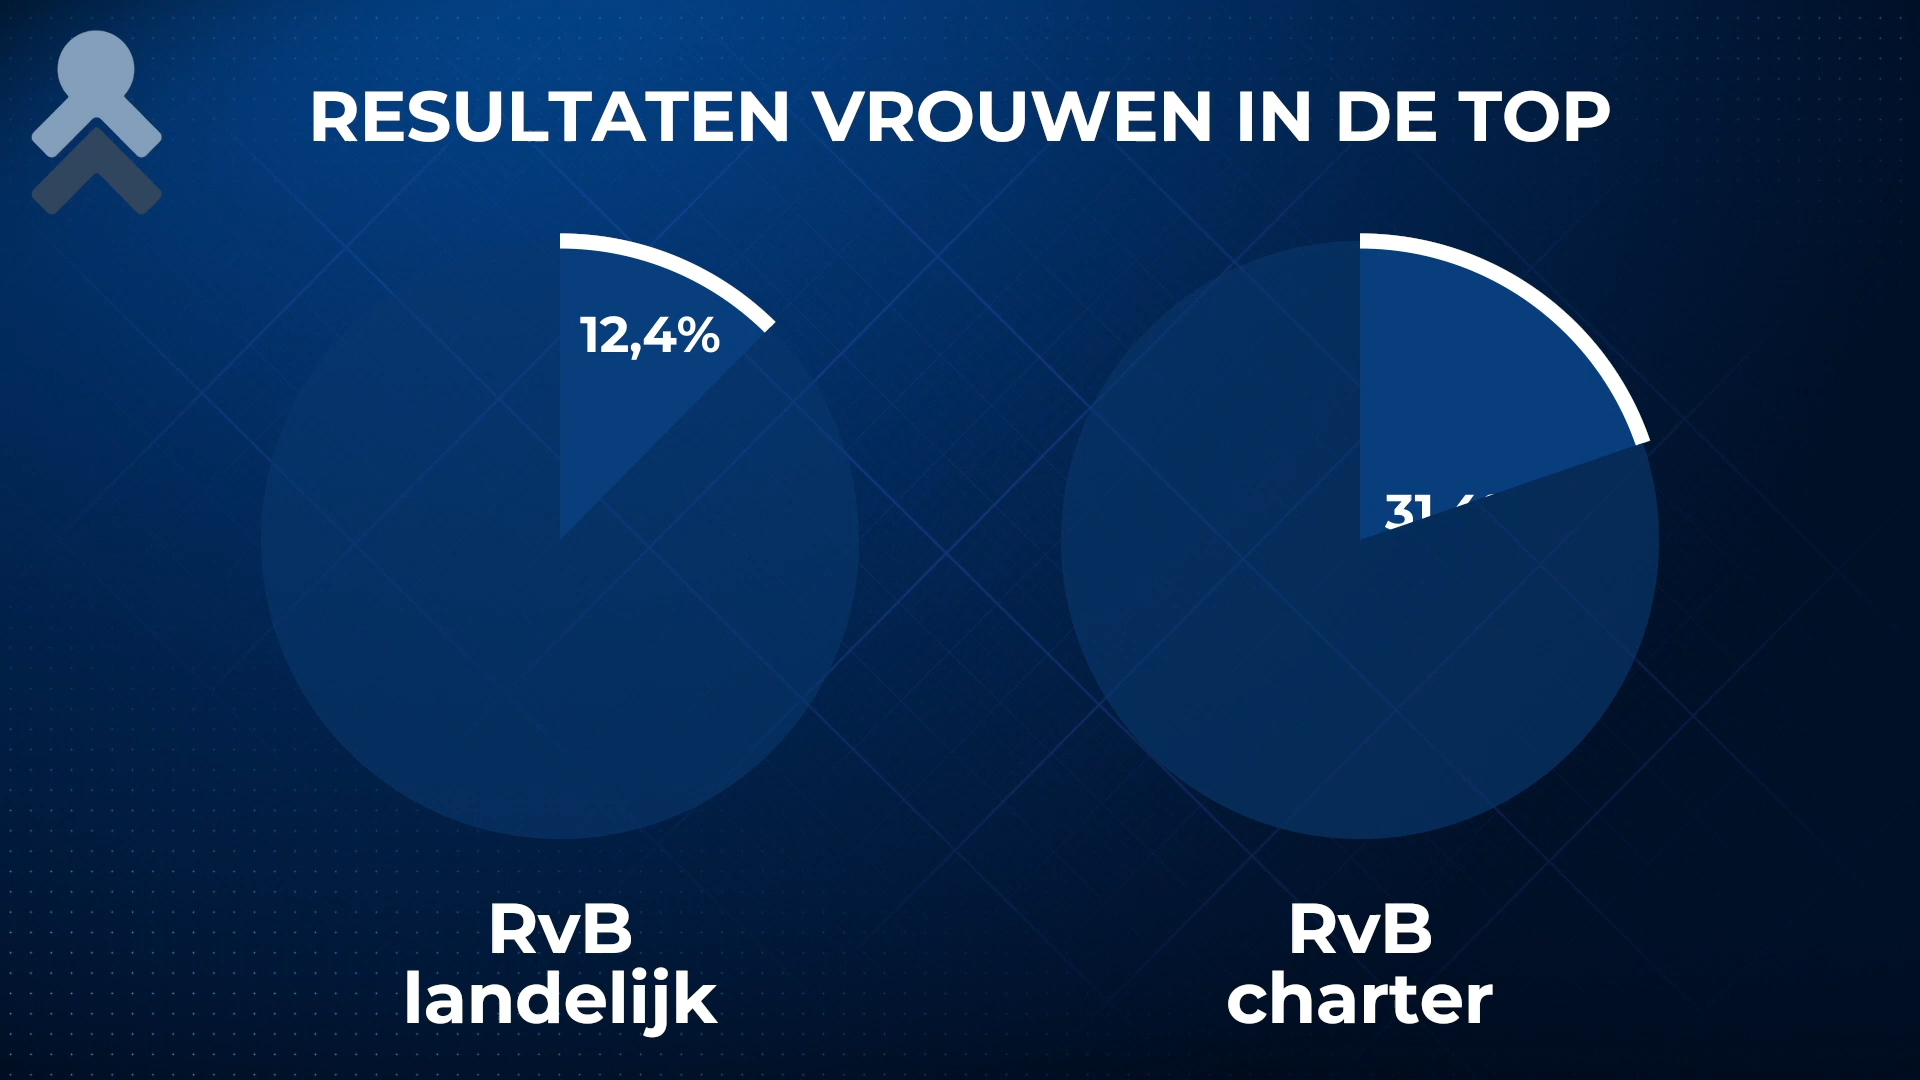 RESULTATEN VROUWEN IN DE TOP
12,4%
RvB
landelijk
RvB
charter